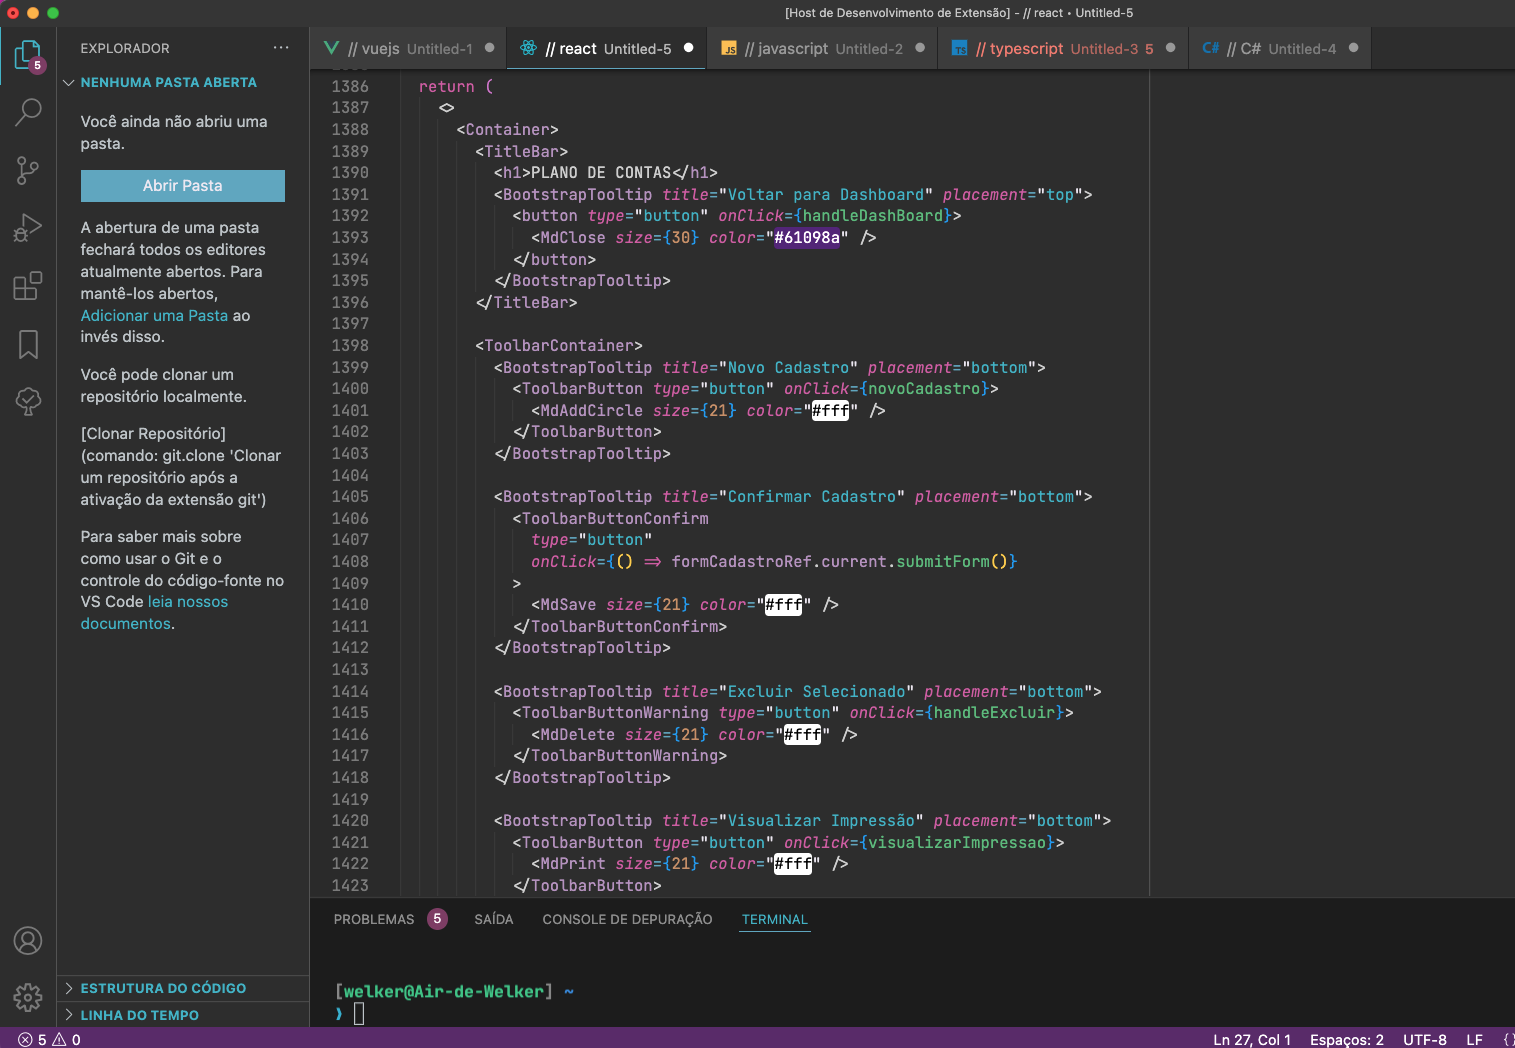 [Host de Desenvolvimento de Extensão] - // react • Untitled-5
EXPLORADOR ···
// vuejs Untitled-1
// react Untitled-5
JS // javascript Untitled-2
TS // typescript Untitled-3 5
C# // C# Untitled-4
5
NENHUMA PASTA ABERTA
Você ainda não abriu uma
pasta.
Abrir Pasta
A abertura de uma pasta
fechará todos os editores
atualmente abertos. Para
mantê-los abertos,
Adicionar uma Pasta ao
invés disso.
Você pode clonar um
repositório localmente.
[Clonar Repositório]
(comando: git.clone 'Clonar
um repositório após a
ativação da extensão git')
Para saber mais sobre
como usar o Git e o
controle do código-fonte no
VS Code leia nossos
documentos.
ESTRUTURA DO CÓDIGO
LINHA DO TEMPO
1386 return (
1387 <>
1388 <Container>
1389 <TitleBar>
1390 <h1>PLANO DE CONTAS</h1>
1391 <BootstrapTooltip title="Voltar para Dashboard" placement="top">
1392 <button type="button" onClick={handleDashBoard}>
1393 <MdClose size={30} color="#61098a" />
1394 </button>
1395 </BootstrapTooltip>
1396 </TitleBar>
1397
1398 <ToolbarContainer>
1399 <BootstrapTooltip title="Novo Cadastro" placement="bottom">
1400 <ToolbarButton type="button" onClick={novoCadastro}>
1401 <MdAddCircle size={21} color="#fff" />
1402 </ToolbarButton>
1403 </BootstrapTooltip>
1404
1405 <BootstrapTooltip title="Confirmar Cadastro" placement="bottom">
1406 <ToolbarButtonConfirm
1407 type="button"
1408 onClick={() => formCadastroRef.current.submitForm()}
1409 >
1410 <MdSave size={21} color="#fff" />
1411 </ToolbarButtonConfirm>
1412 </BootstrapTooltip>
1413
1414 <BootstrapTooltip title="Excluir Selecionado" placement="bottom">
1415 <ToolbarButtonWarning type="button" onClick={handleExcluir}>
1416 <MdDelete size={21} color="#fff" />
1417 </ToolbarButtonWarning>
1418 </BootstrapTooltip>
1419
1420 <BootstrapTooltip title="Visualizar Impressão" placement="bottom">
1421 <ToolbarButton type="button" onClick={visualizarImpressao}>
1422 <MdPrint size={21} color="#fff" />
1423 </ToolbarButton>
PROBLEMAS 5 SAÍDA CONSOLE DE DEPURAÇÃO TERMINAL
[welker@Air-de-Welker] ~
❯
5 0
Ln 27, Col 1 Espaços: 2 UTF-8 LF {}